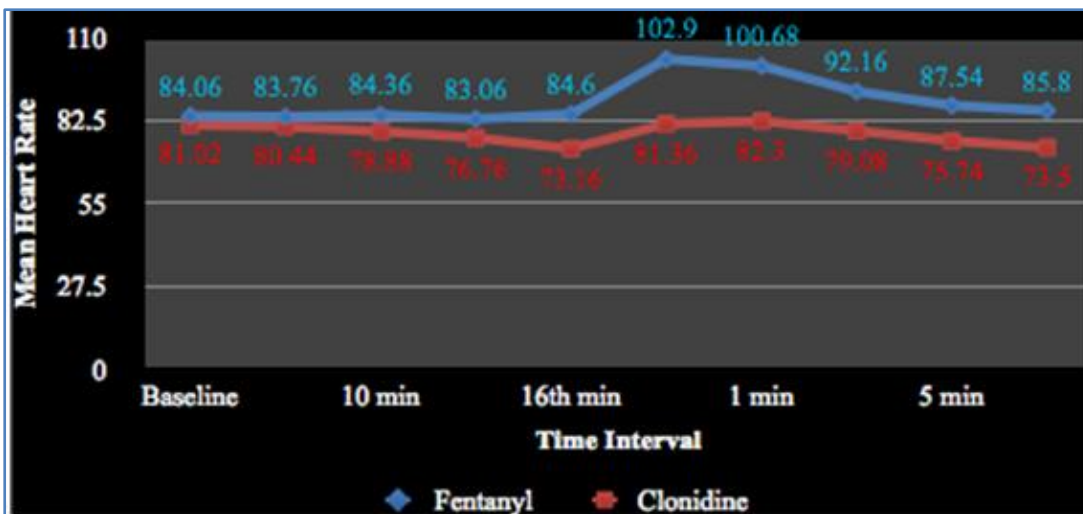 110
82.5
55
27.5
0
Mean Heart Rate
84.06 83.76 84.36 83.06 84.6 102.9 100.68 92.16 87.54 85.8
81.02 80.44 78.88 76.76 73.16 81.36 82.3 79.08 75.74 73.5
Baseline 10 min 16th min 1 min 5 min
Time Interval
Fentanyl Clonidine